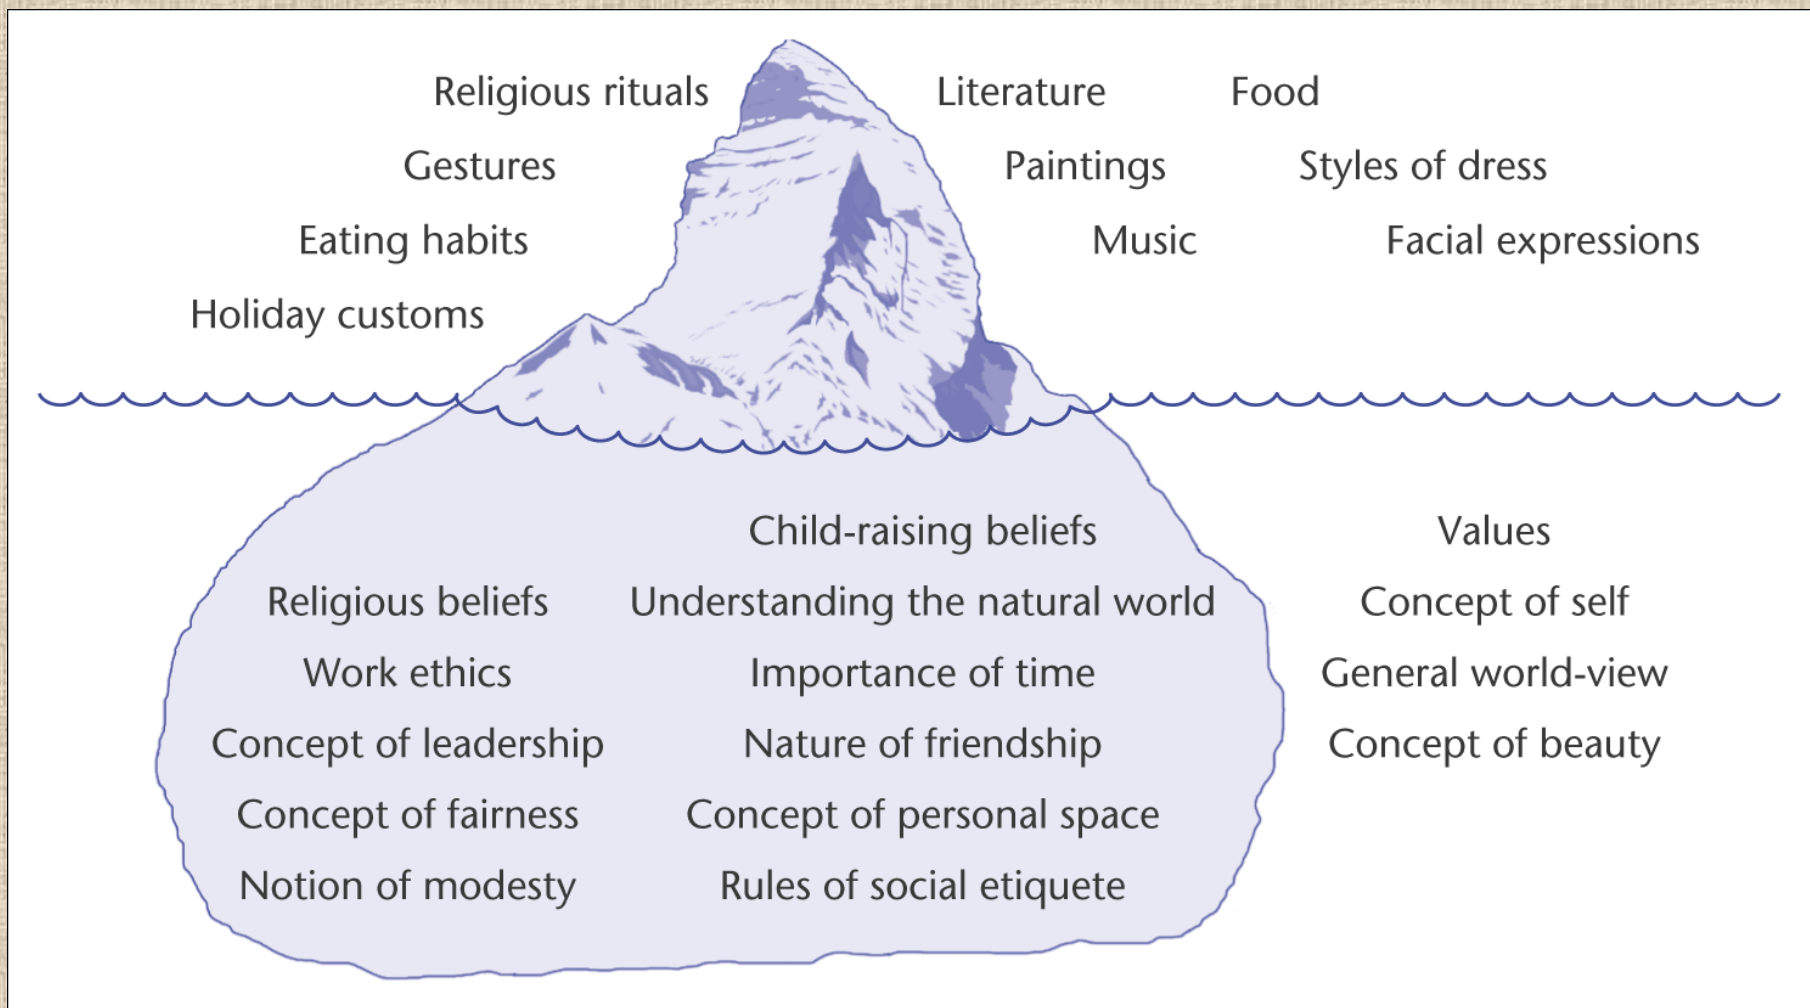 Religious rituals Literature Food
Gestures Paintings Styles of dress
Eating habits Music Facial expressions
Holiday customs
Child-raising beliefs Values
Religious beliefs Understanding the natural world Concept of self
Work ethics Importance of time General world-view
Concept of leadership Nature of friendship Concept of beauty
Concept of fairness Concept of personal space
Notion of modesty Rules of social etiquete